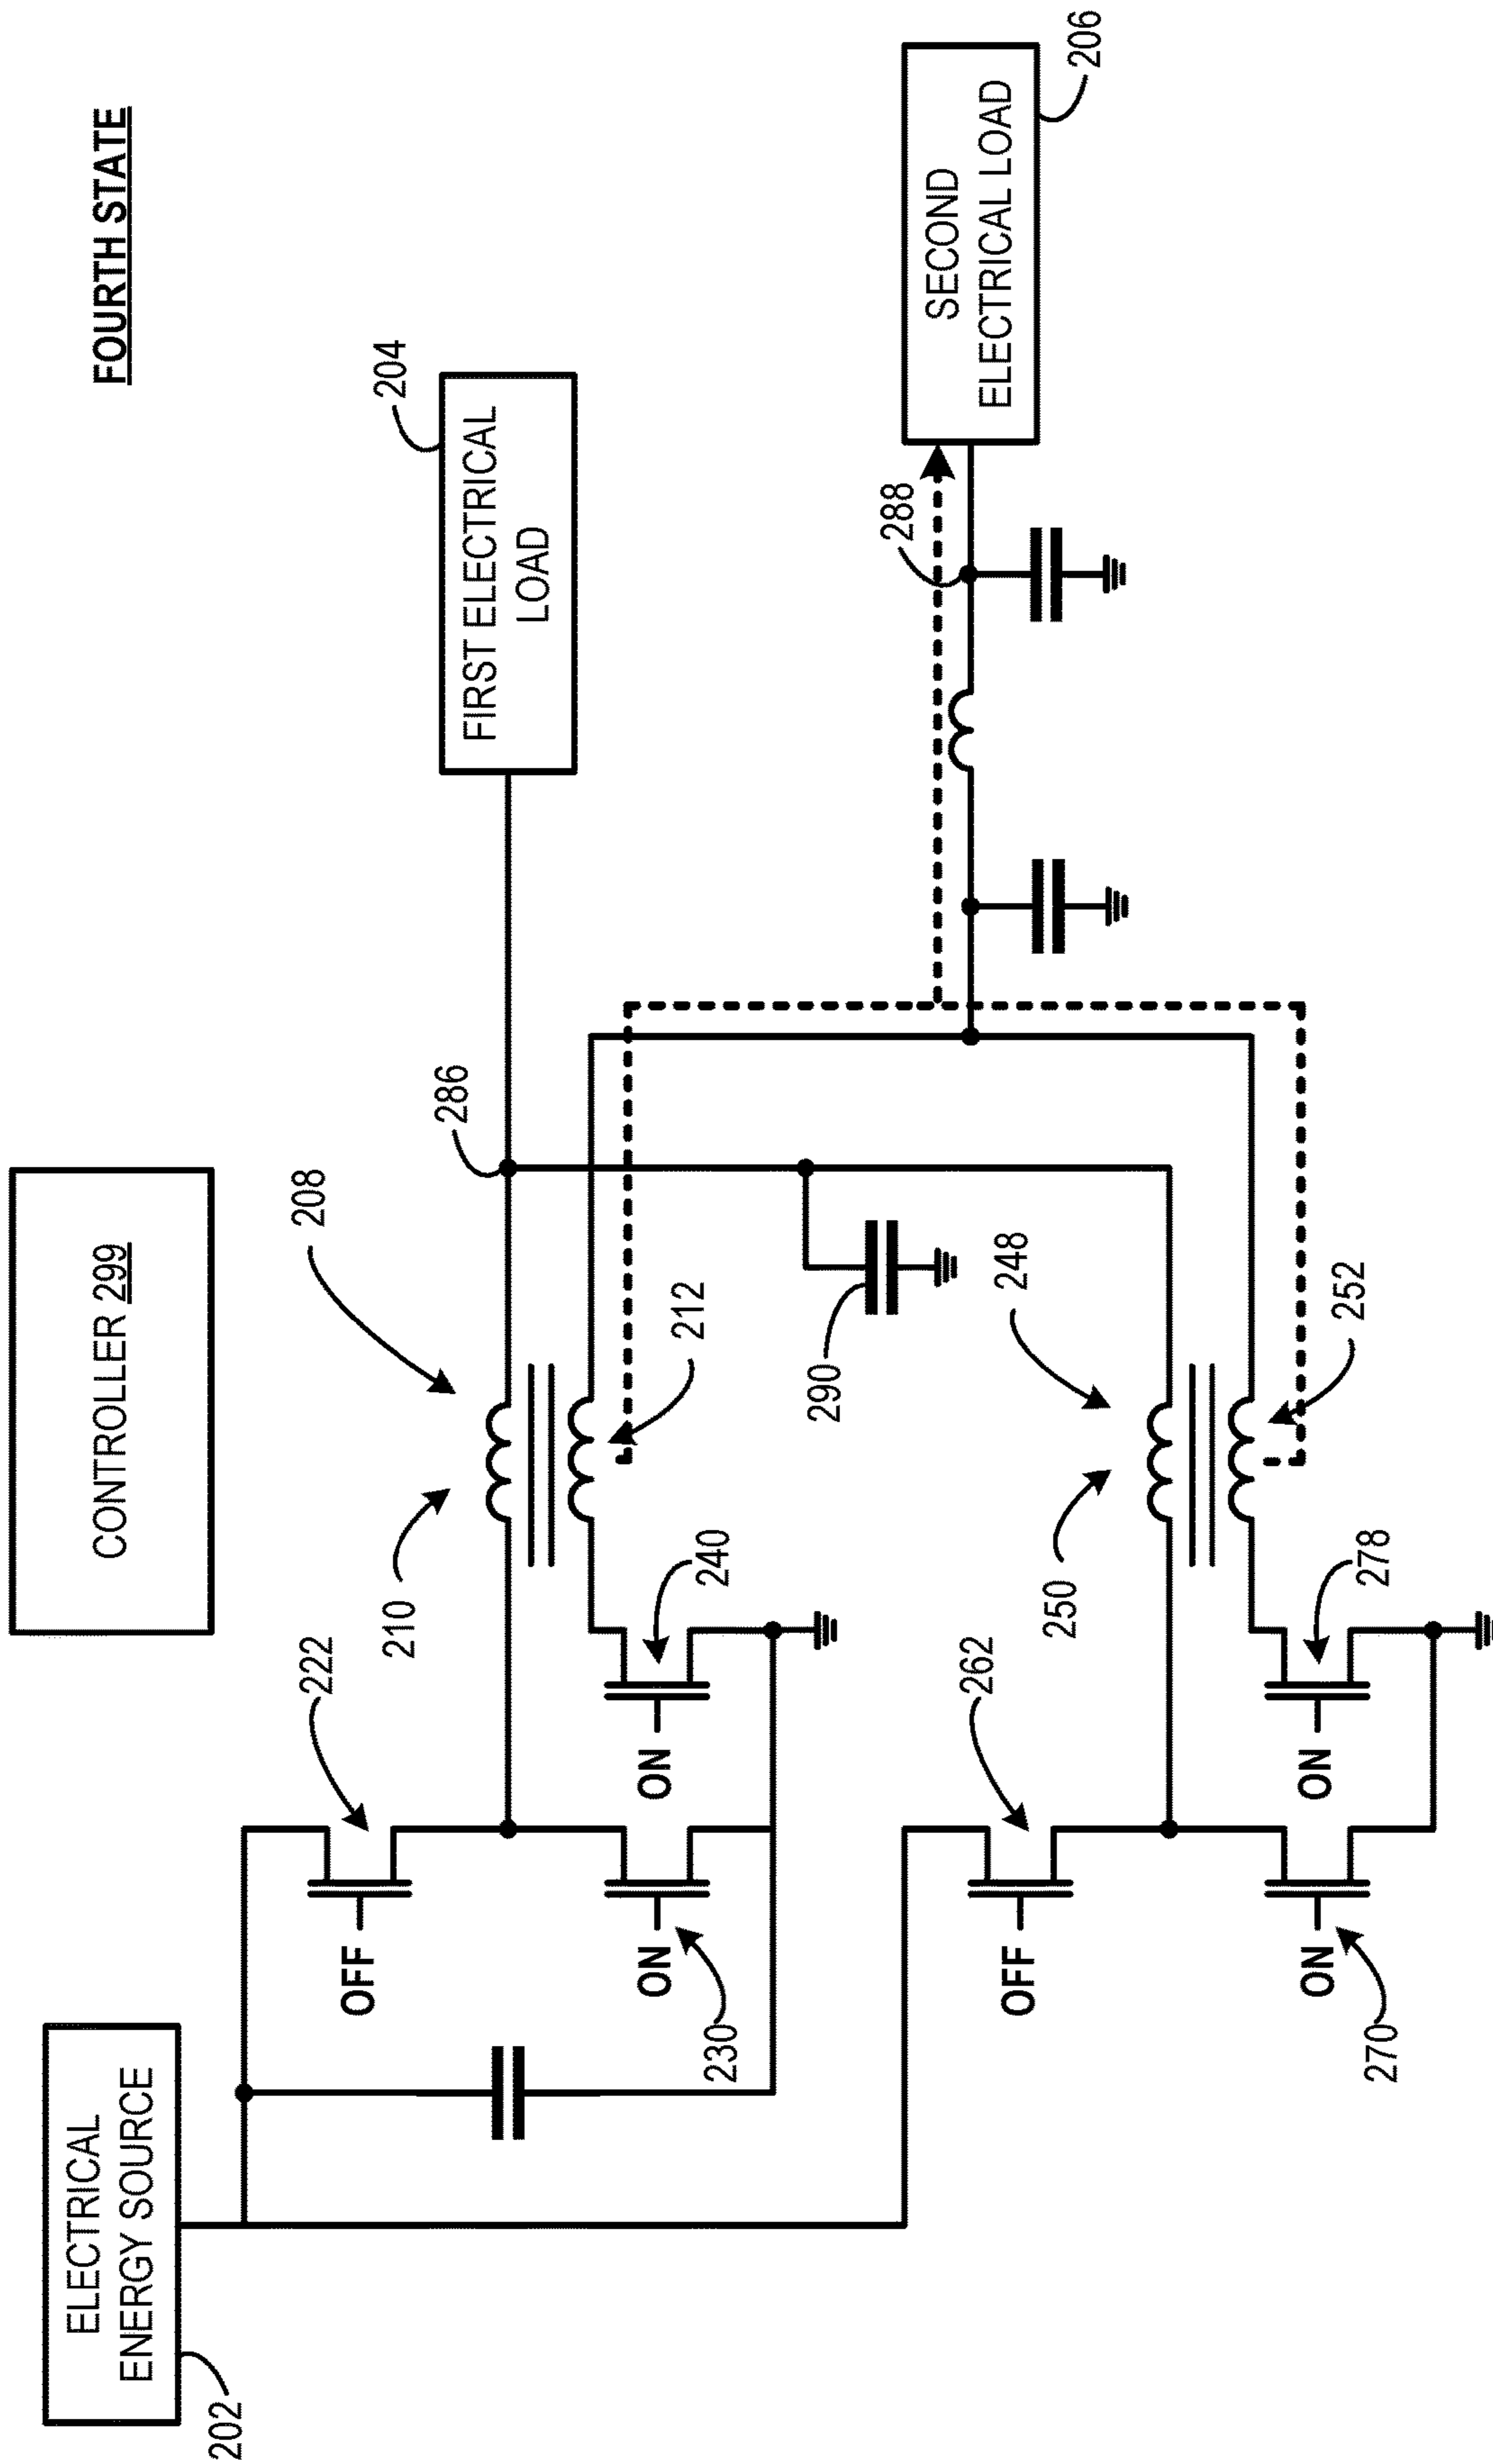 FOURTH STATE
CONTROLLER 299
ELECTRICAL
ENERGY SOURCE
202
222
OFF
230
ON
240
ON
210
208
212
286
290
FIRST ELECTRICAL
LOAD
204
262
OFF
270
ON
278
ON
250
248
252
288
SECOND
ELECTRICAL LOAD
206